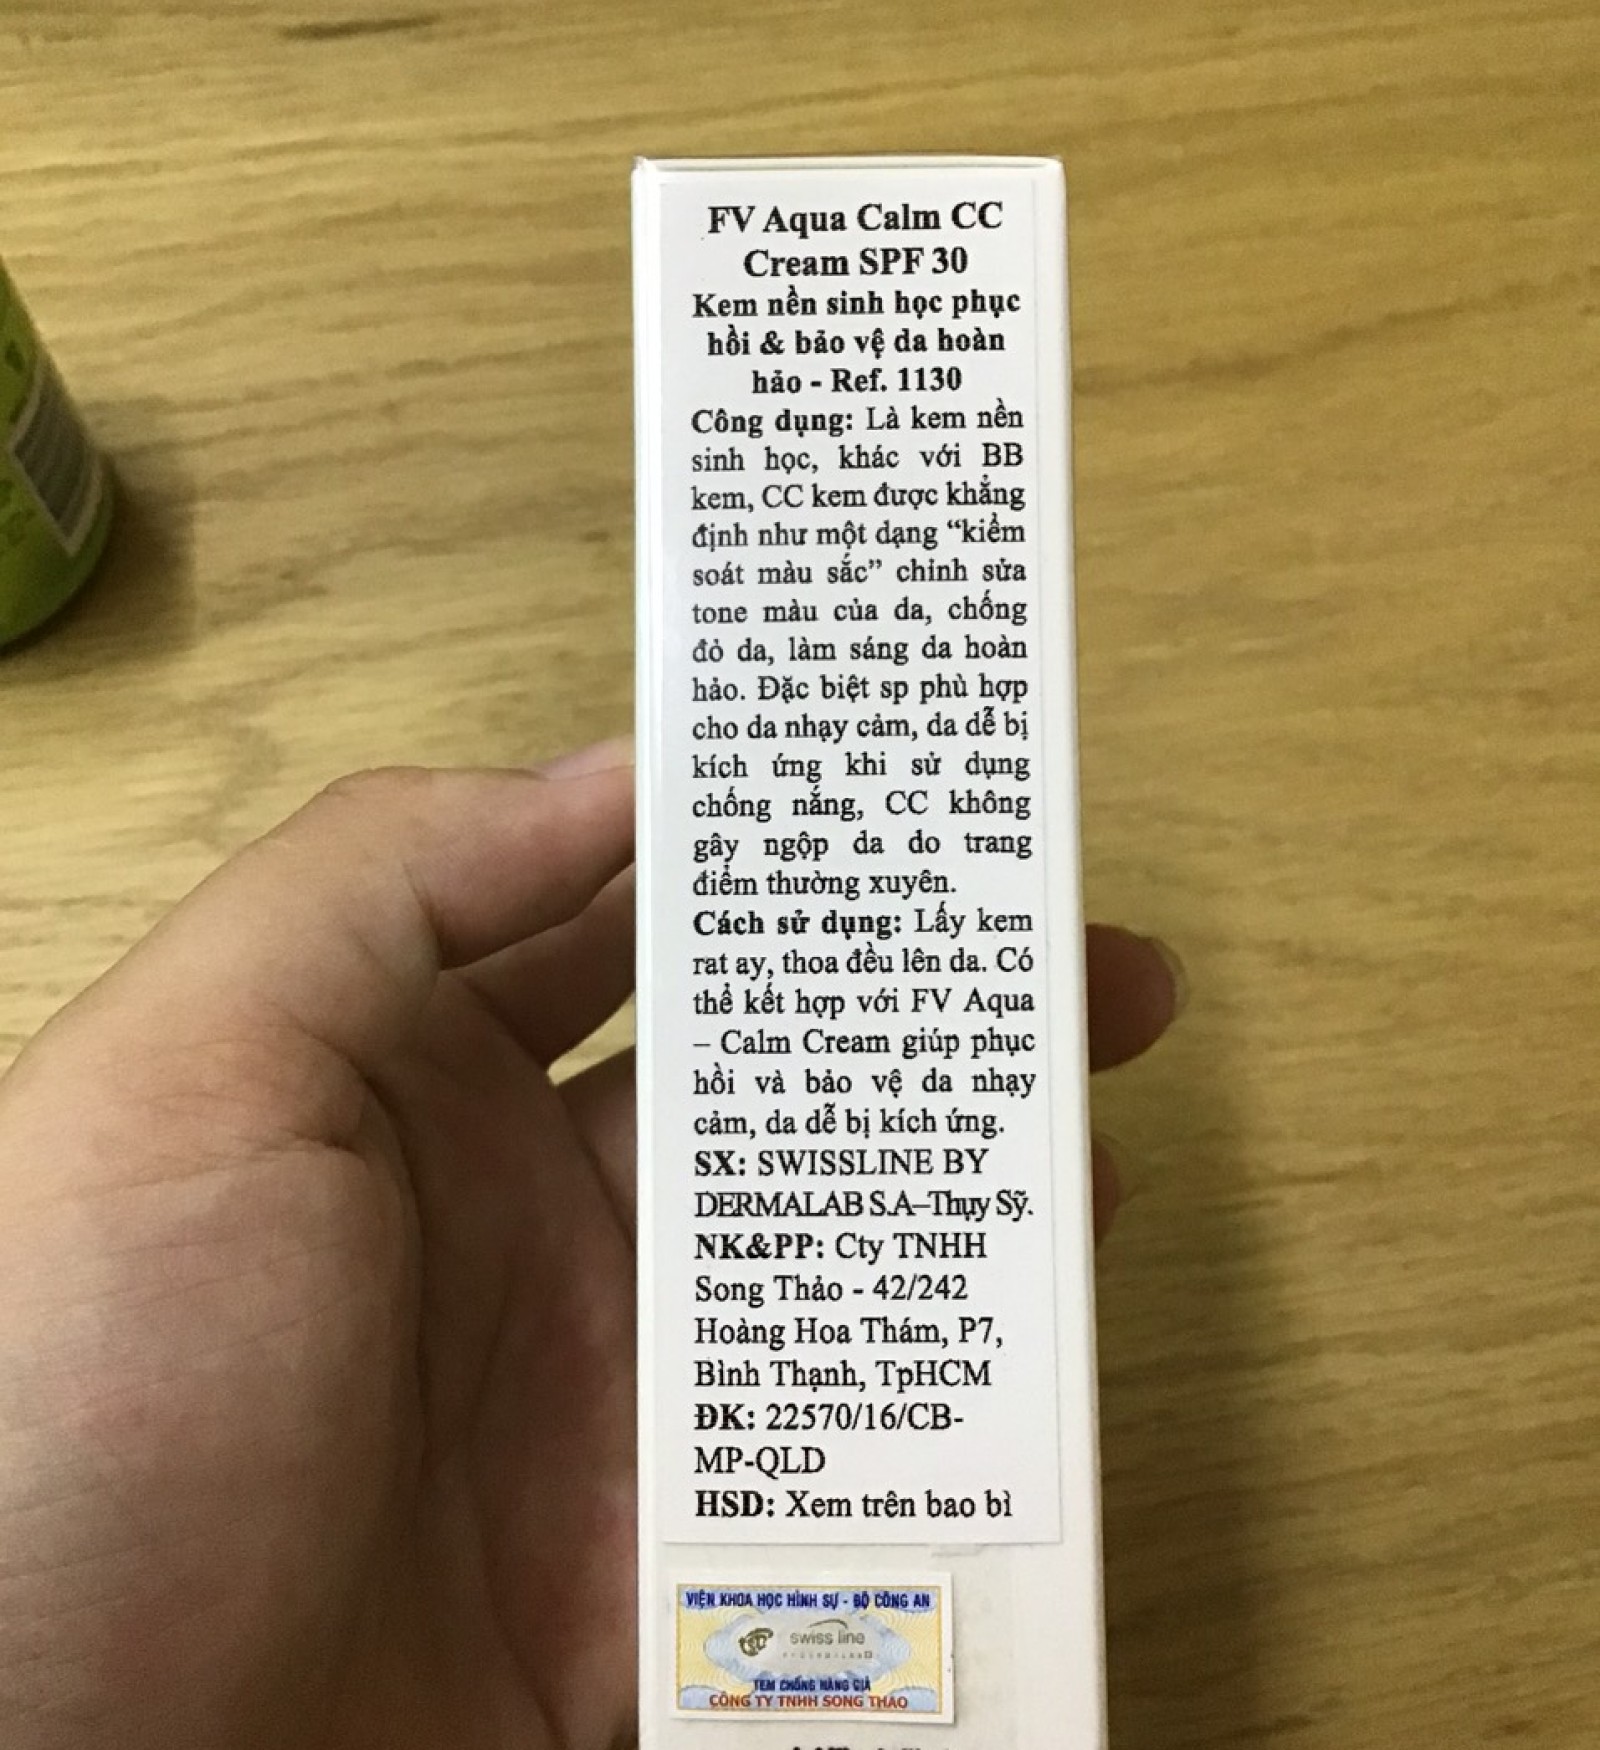 FV Aqua Calm CC
Cream SPF 30
Kem nền sinh học phục
hồi & bảo vệ da hoàn
hảo - Ref. 1130
Công dụng: Là kem nền
sinh học, khác với BB
kem, CC kem được khẳng
định như một dạng “kiểm
soát màu sắc” chỉnh sửa
tone màu của da, chống
đỏ da, làm sáng da hoàn
hảo. Đặc biệt sp phù hợp
cho da nhạy cảm, da dễ bị
kích ứng khi sử dụng
chống nắng, CC không
gây ngộp da do trang
điểm thường xuyên.
Cách sử dụng: Lấy kem
rat ay, thoa đều lên da. Có
thể kết hợp với FV Aqua
– Calm Cream giúp phục
hồi và bảo vệ da nhạy
cảm, da dễ bị kích ứng.
SX: SWISSLINE BY
DERMALAB S.A–Thụy Sỹ.
NK&PP: Cty TNHH
Song Thảo - 42/242
Hoàng Hoa Thám, P7,
Bình Thạnh, TpHCM
ĐK: 22570/16/CB-
MP-QLD
HSD: Xem trên bao bì
VIỆN KHOA HỌC HÌNH SỰ - BỘ CÔNG AN
swiss line
TEM CHỐNG HÀNG GIẢ
CÔNG TY TNHH SONG THAO